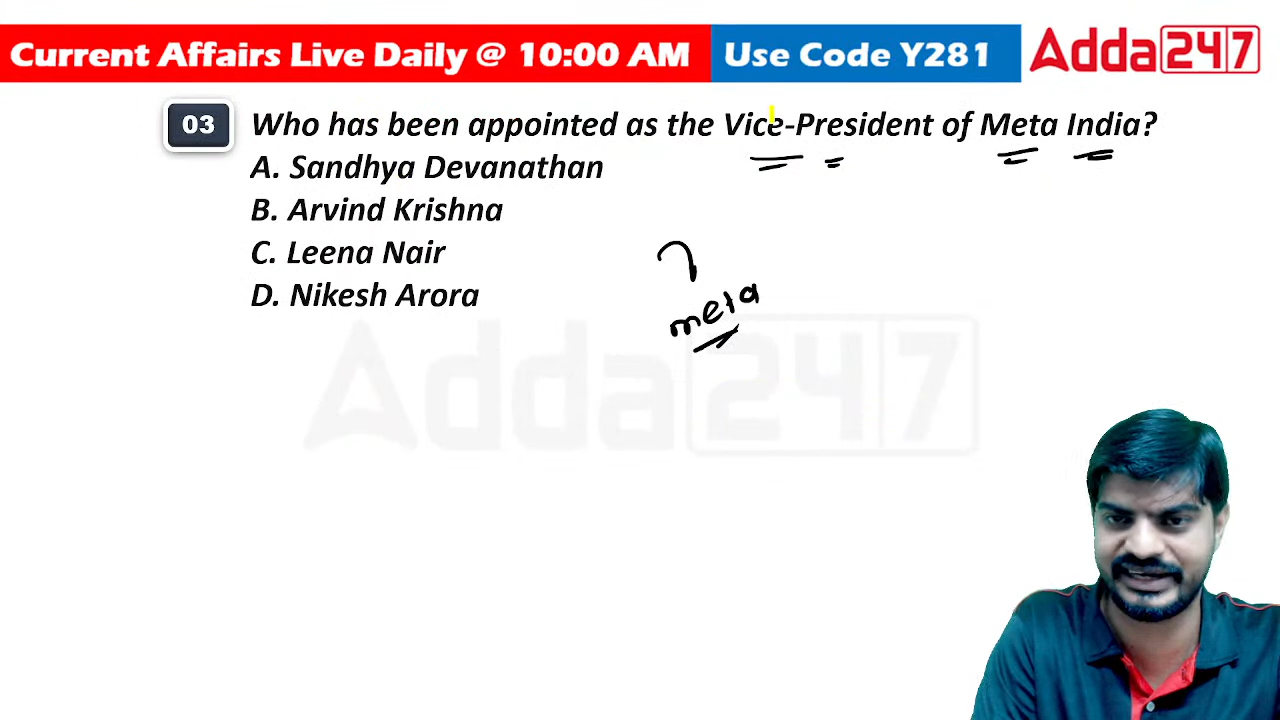 Current Affairs Live Daily @ 10:00 AM Use Code Y281 Adda247
03 Who has been appointed as the Vice-President of Meta India?
A. Sandhya Devanathan
B. Arvind Krishna
C. Leena Nair
D. Nikesh Arora
meta
Adda247